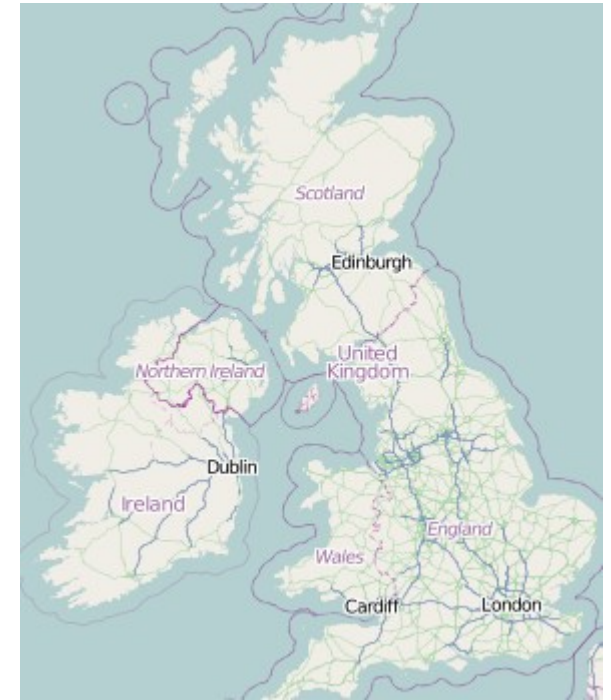 Scotland
Edinburgh
United
Kingdom
Northern Ireland
Dublin
Ireland
England
Wales
Cardiff
London